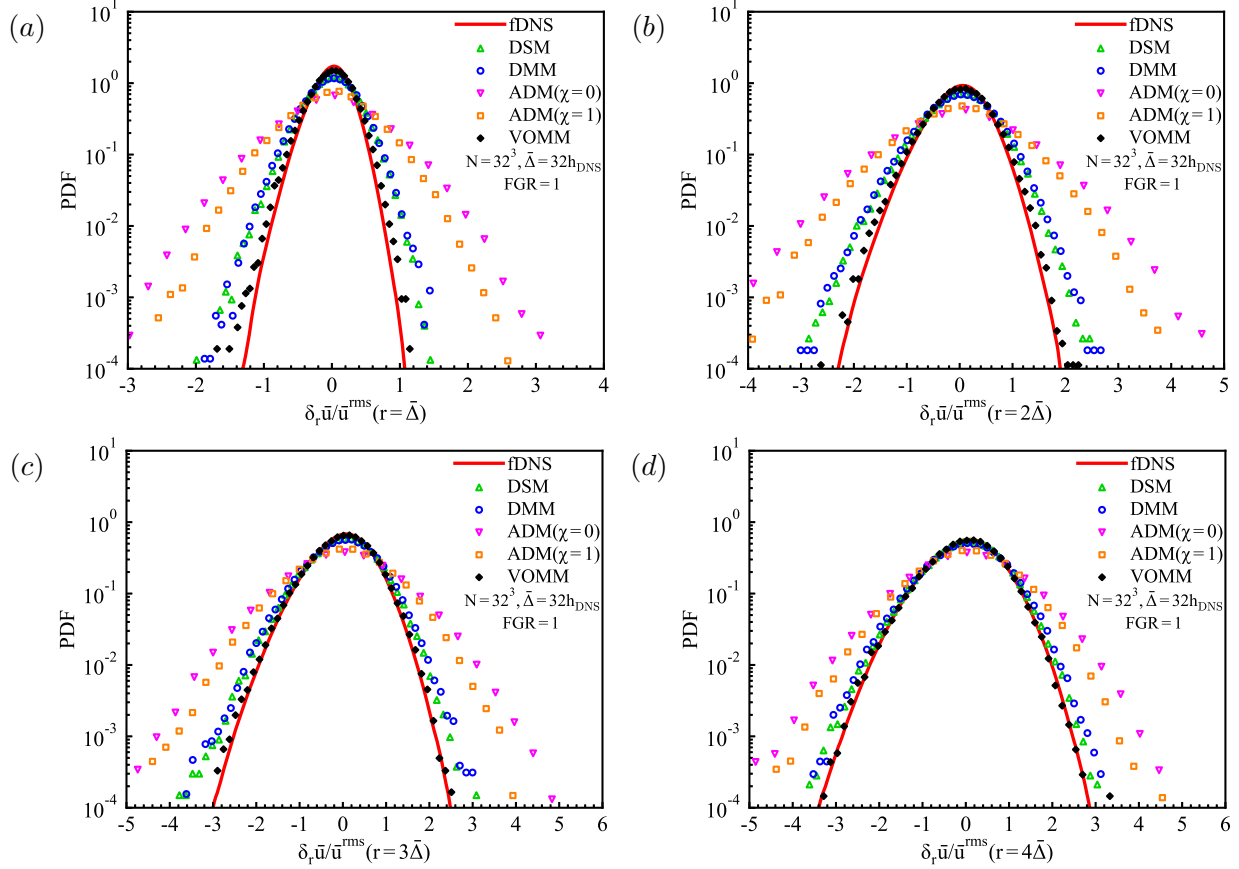 (a)
10^1
10^0
10^-1
10^-2
10^-3
10^-4
PDF
fDNS
DSM
DMM
ADM(χ=0)
ADM(χ=1)
VOMM
N=32^3, Δ̄=32h_DNS
FGR=1
-3 -2 -1 0 1 2 3 4
δ_r ū/ū^rms (r=Δ̄)
(b)
10^1
10^0
10^-1
10^-2
10^-3
10^-4
PDF
fDNS
DSM
DMM
ADM(χ=0)
ADM(χ=1)
VOMM
N=32^3, Δ̄=32h_DNS
FGR=1
-4 -3 -2 -1 0 1 2 3 4 5
δ_r ū/ū^rms (r=2Δ̄)
(c)
10^1
10^0
10^-1
10^-2
10^-3
10^-4
PDF
fDNS
DSM
DMM
ADM(χ=0)
ADM(χ=1)
VOMM
N=32^3, Δ̄=32h_DNS
FGR=1
-5 -4 -3 -2 -1 0 1 2 3 4 5 6
δ_r ū/ū^rms (r=3Δ̄)
(d)
10^1
10^0
10^-1
10^-2
10^-3
10^-4
PDF
fDNS
DSM
DMM
ADM(χ=0)
ADM(χ=1)
VOMM
N=32^3, Δ̄=32h_DNS
FGR=1
-5 -4 -3 -2 -1 0 1 2 3 4 5 6
δ_r ū/ū^rms (r=4Δ̄)